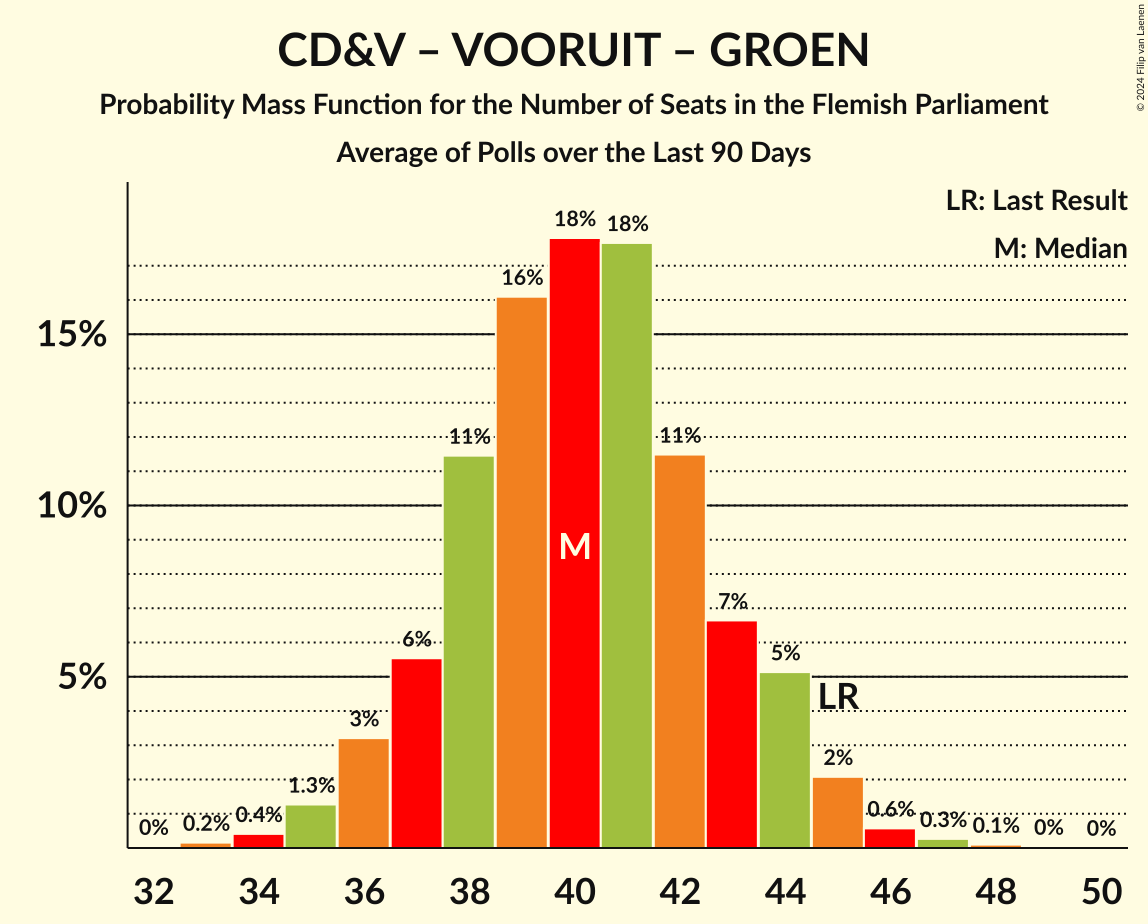 CD&V – VOORUIT – GROEN
Probability Mass Function for the Number of Seats in the Flemish Parliament
Average of Polls over the Last 90 Days
© 2024 Filip van Laenen
LR: Last Result
M: Median
15%
10%
5%
0%
0.2%
0.4%
1.3%
3%
6%
11%
16%
18%
18%
11%
7%
5%
2%
0.6%
0.3%
0.1%
0%
0%
M
LR
32 34 36 38 40 42 44 46 48 50